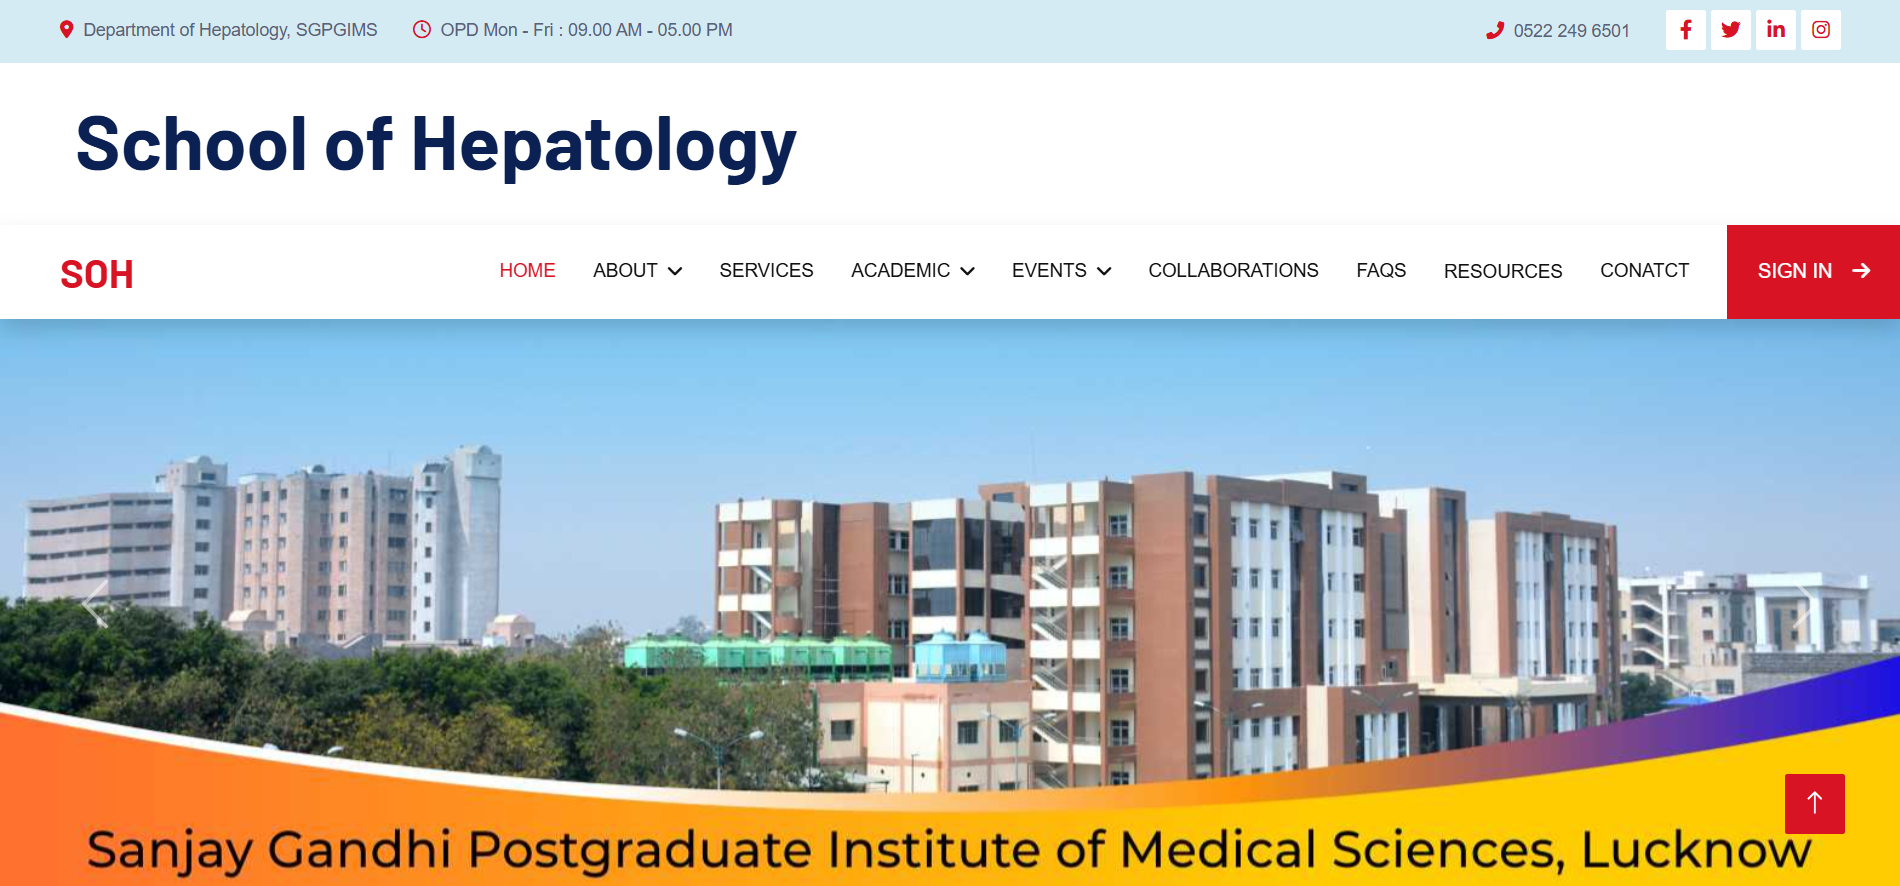 Department of Hepatology, SGPGIMS
OPD Mon - Fri : 09.00 AM - 05.00 PM
0522 249 6501
School of Hepatology
SOH
HOME
ABOUT
SERVICES
ACADEMIC
EVENTS
COLLABORATIONS
FAQS
RESOURCES
CONATCT
SIGN IN
Sanjay Gandhi Postgraduate Institute of Medical Sciences, Lucknow